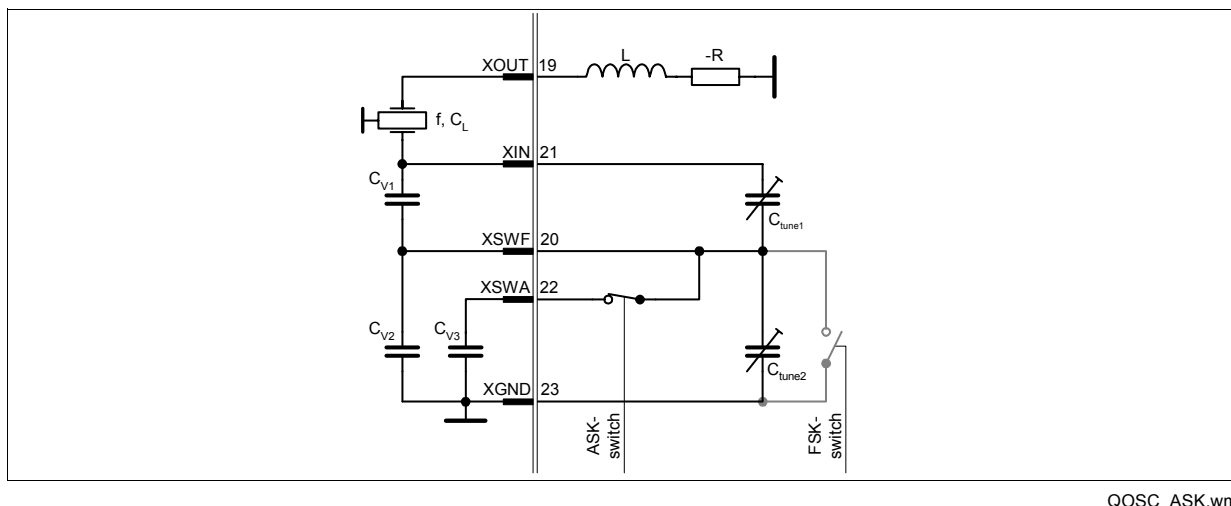 XOUT 19 L -R
f, C_L
XIN 21
C_V1
C_tune1
XSWF 20
XSWA 22
C_V2 C_V3
C_tune2
XGND 23
ASK-
switch
FSK-
switch
QOSC_ASK.wm